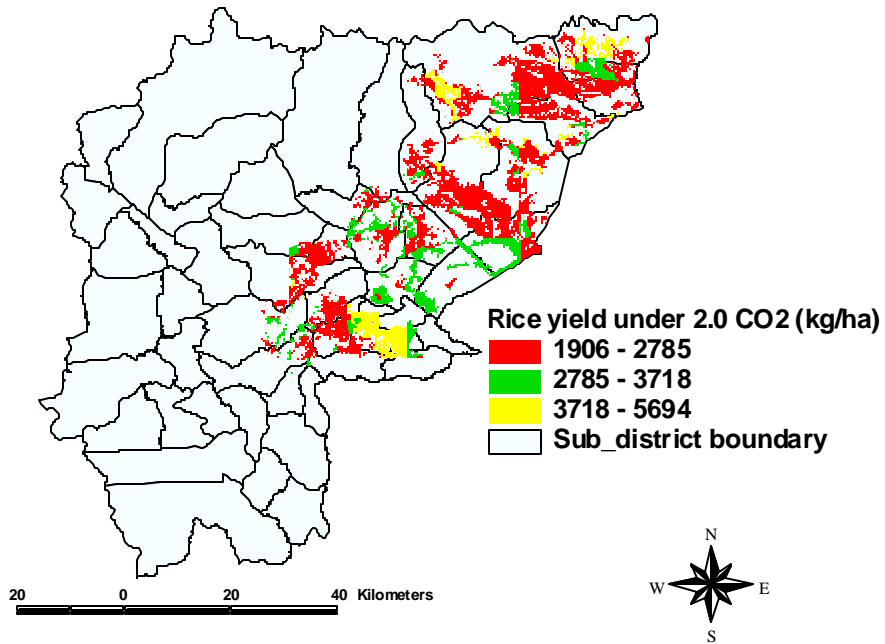 Rice yield under 2.0 CO2 (kg/ha)
1906 - 2785
2785 - 3718
3718 - 5694
Sub_district boundary
N
W E
S
20 0 20 40 Kilometers